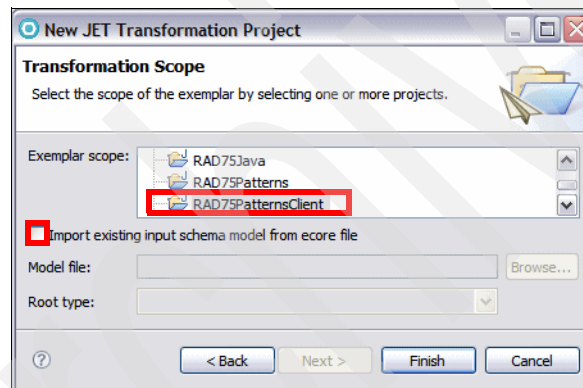 New JET Transformation Project
Transformation Scope
Select the scope of the exemplar by selecting one or more projects.
Exemplar scope:
RAD75Java
RAD75Patterns
RAD75PatternsClient
Import existing input schema model from ecore file
Model file:
Browse...
Root type:
?
< Back Next > Finish Cancel